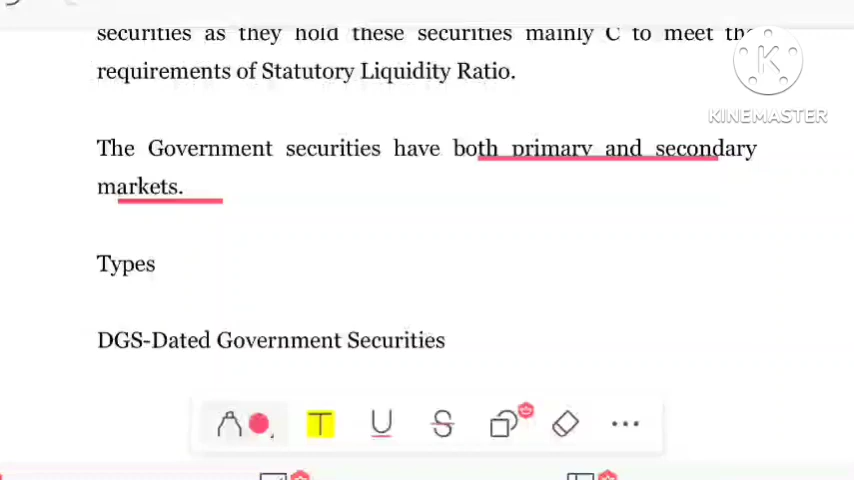 securities as they hold these securities mainly C to meet the
requirements of Statutory Liquidity Ratio.
KINEMASTER
The Government securities have both primary and secondary
markets.
Types
DGS-Dated Government Securities